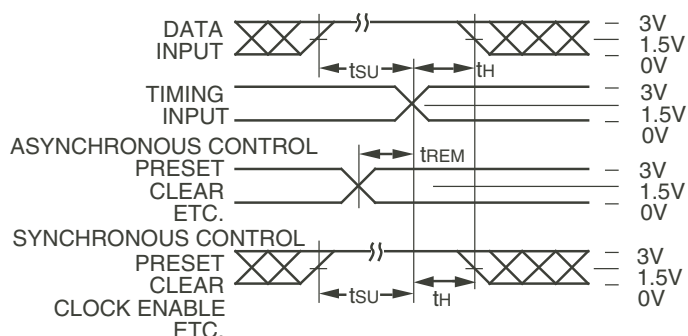 DATA
INPUT
3V
1.5V
0V
tSU
tH
TIMING
INPUT
3V
1.5V
0V
ASYNCHRONOUS CONTROL
tREM
PRESET
CLEAR
ETC.
3V
1.5V
0V
SYNCHRONOUS CONTROL
PRESET
CLEAR
CLOCK ENABLE
ETC.
3V
1.5V
0V
tSU
tH